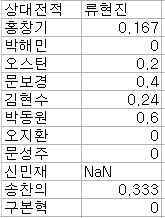 상대전적 류현진
홍창기 0.167
박해민 0
오스틴 0.2
문보경 0.4
김현수 0.24
박동원 0.6
오지환 0
문성주 0
신민재 NaN
송찬의 0.333
구본혁 0